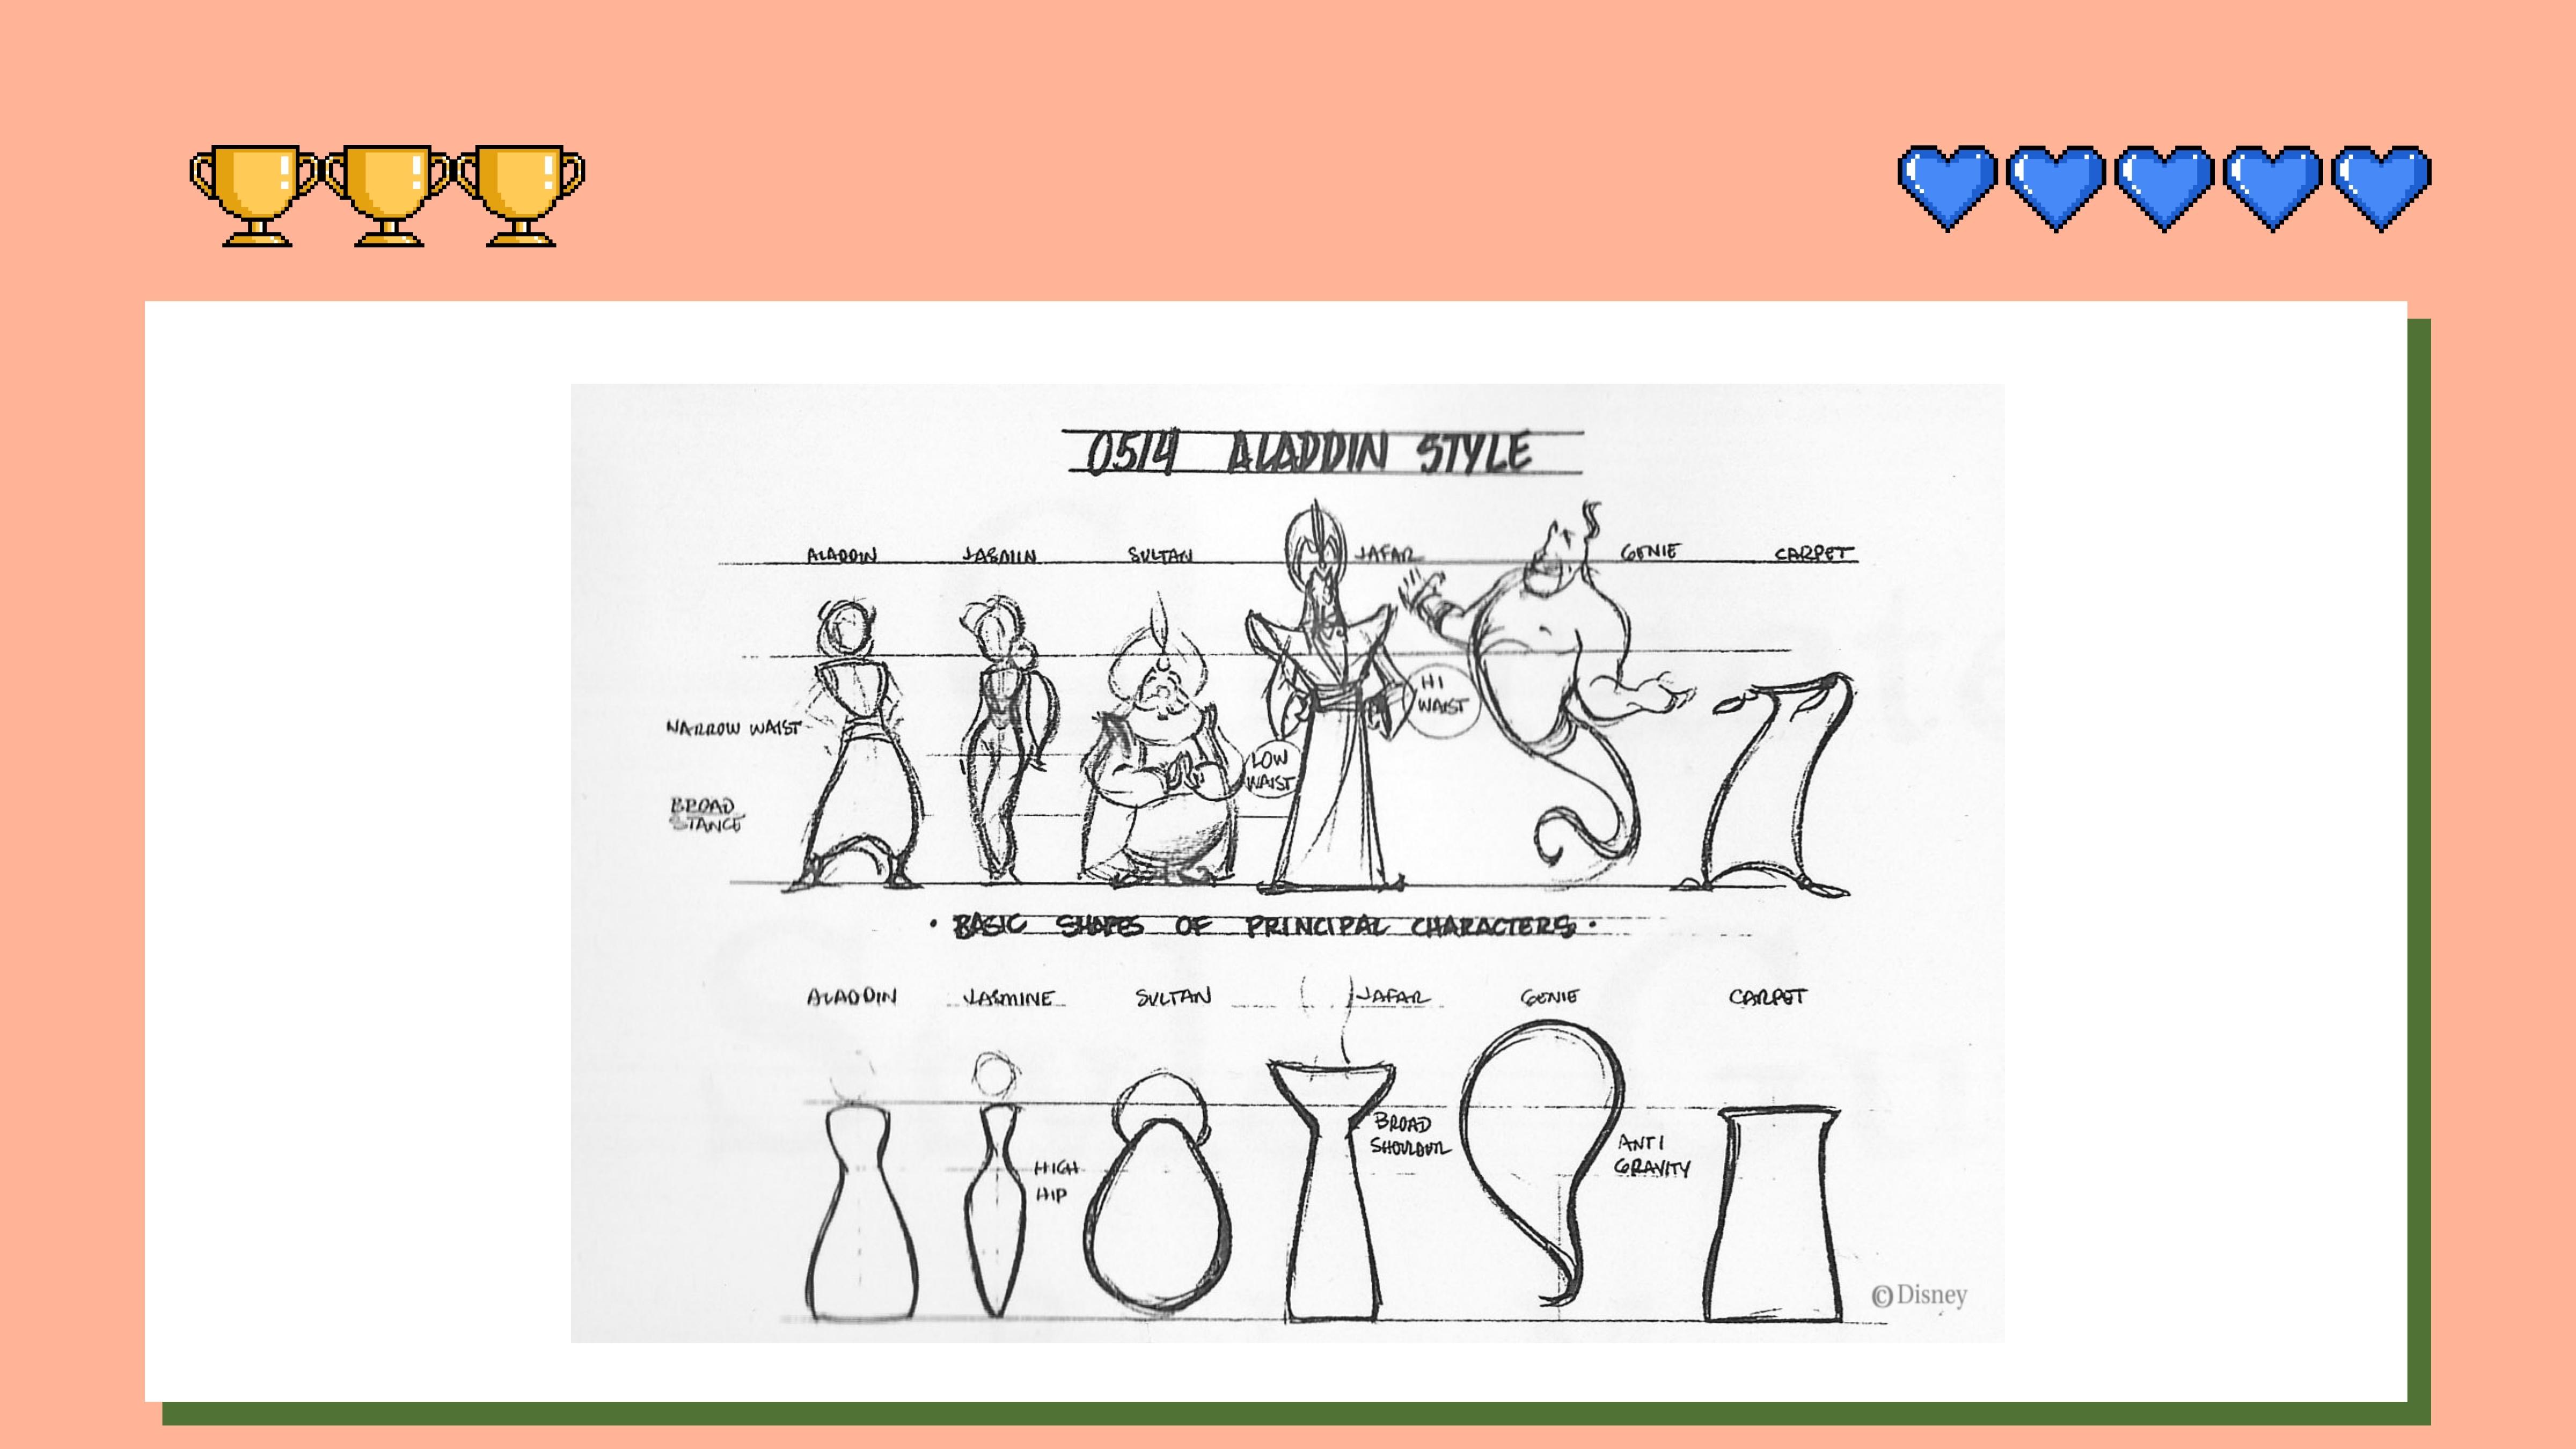 0514 ALADDIN STYLE
ALADDIN JASMIIN SULTAN JAFAR GENIE CARPET
NARROW WAIST
HI
WAIST
LOW
WAIST
BROAD
STANCE
· BASIC SHAPES OF PRINCIPAL CHARACTERS ·
ALADDIN JASMINE SULTAN JAFAR GENIE CARPET
BROAD
SHOULDER
ANTI
GRAVITY
HIGH
HIP
©Disney